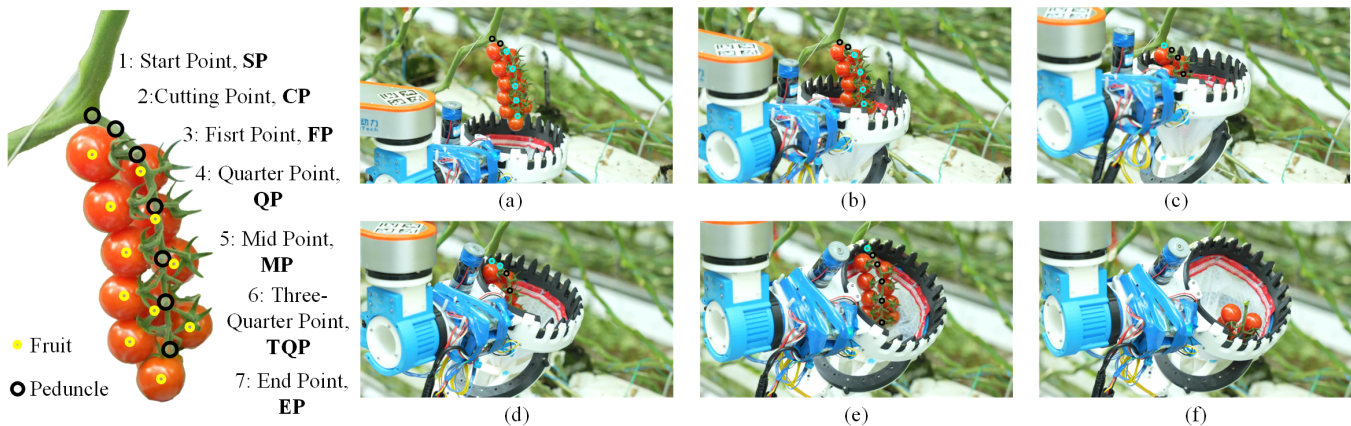 1: Start Point, SP
2:Cutting Point, CP
3: Fisrt Point, FP
4: Quarter Point,
QP
5: Mid Point,
MP
6: Three-
Quarter Point,
TQP
7: End Point,
EP
Fruit
Peduncle
(a)
(b)
(c)
(d)
(e)
(f)